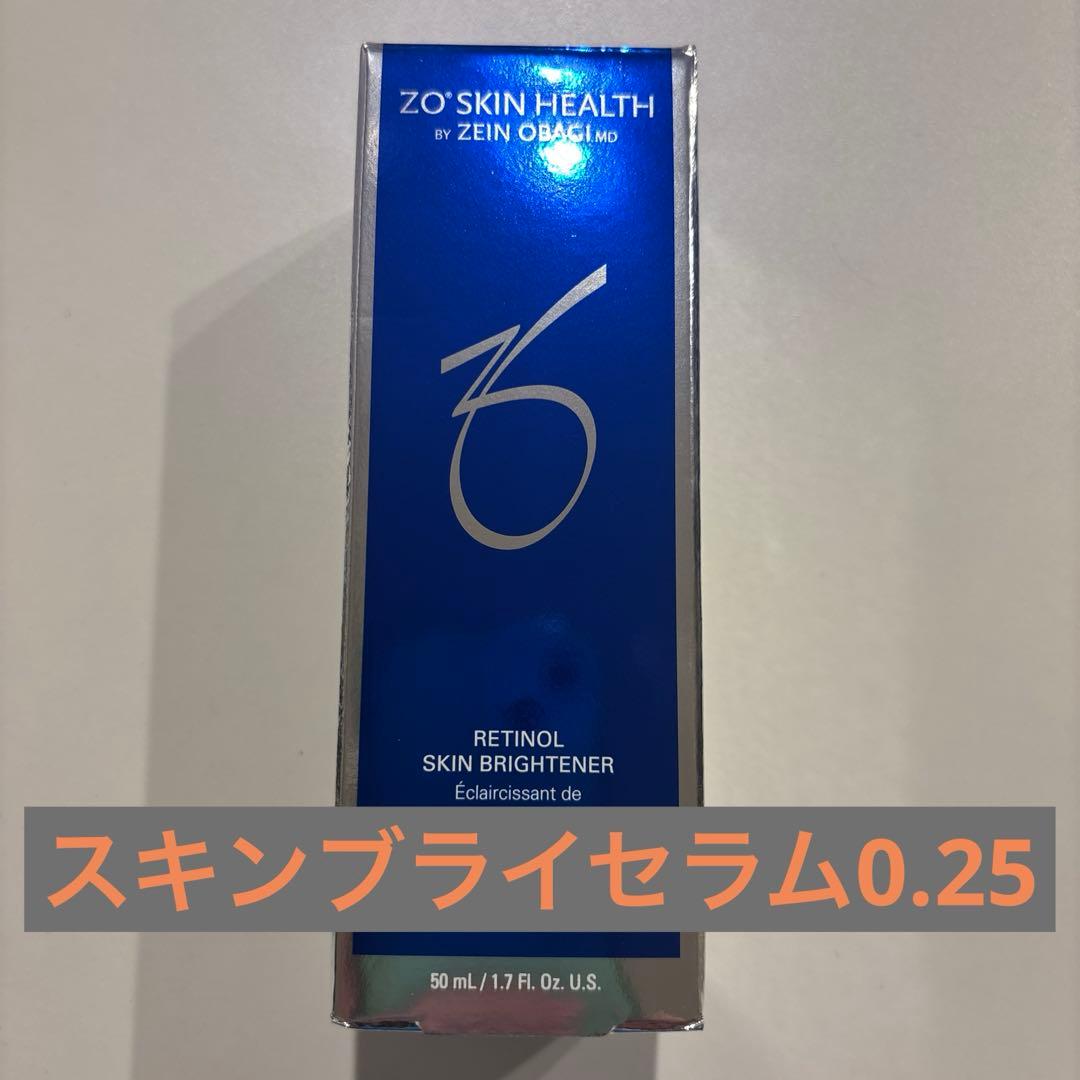 ZO® SKIN HEALTH
BY ZEIN OBAGI MD
RETINOL
SKIN BRIGHTENER
Éclaircissant de
スキンブライセラム0.25
50 mL / 1.7 Fl. Oz. U.S.